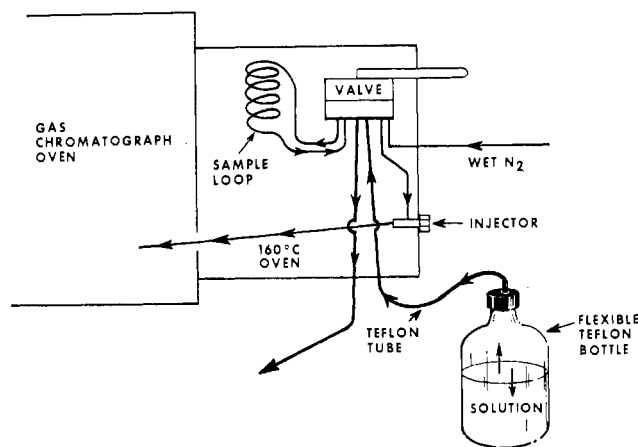 VALVE
GAS
CHROMATOGRAPH
OVEN
SAMPLE
LOOP
WET N₂
INJECTOR
160°C
OVEN
TEFLON
TUBE
FLEXIBLE
TEFLON
BOTTLE
SOLUTION